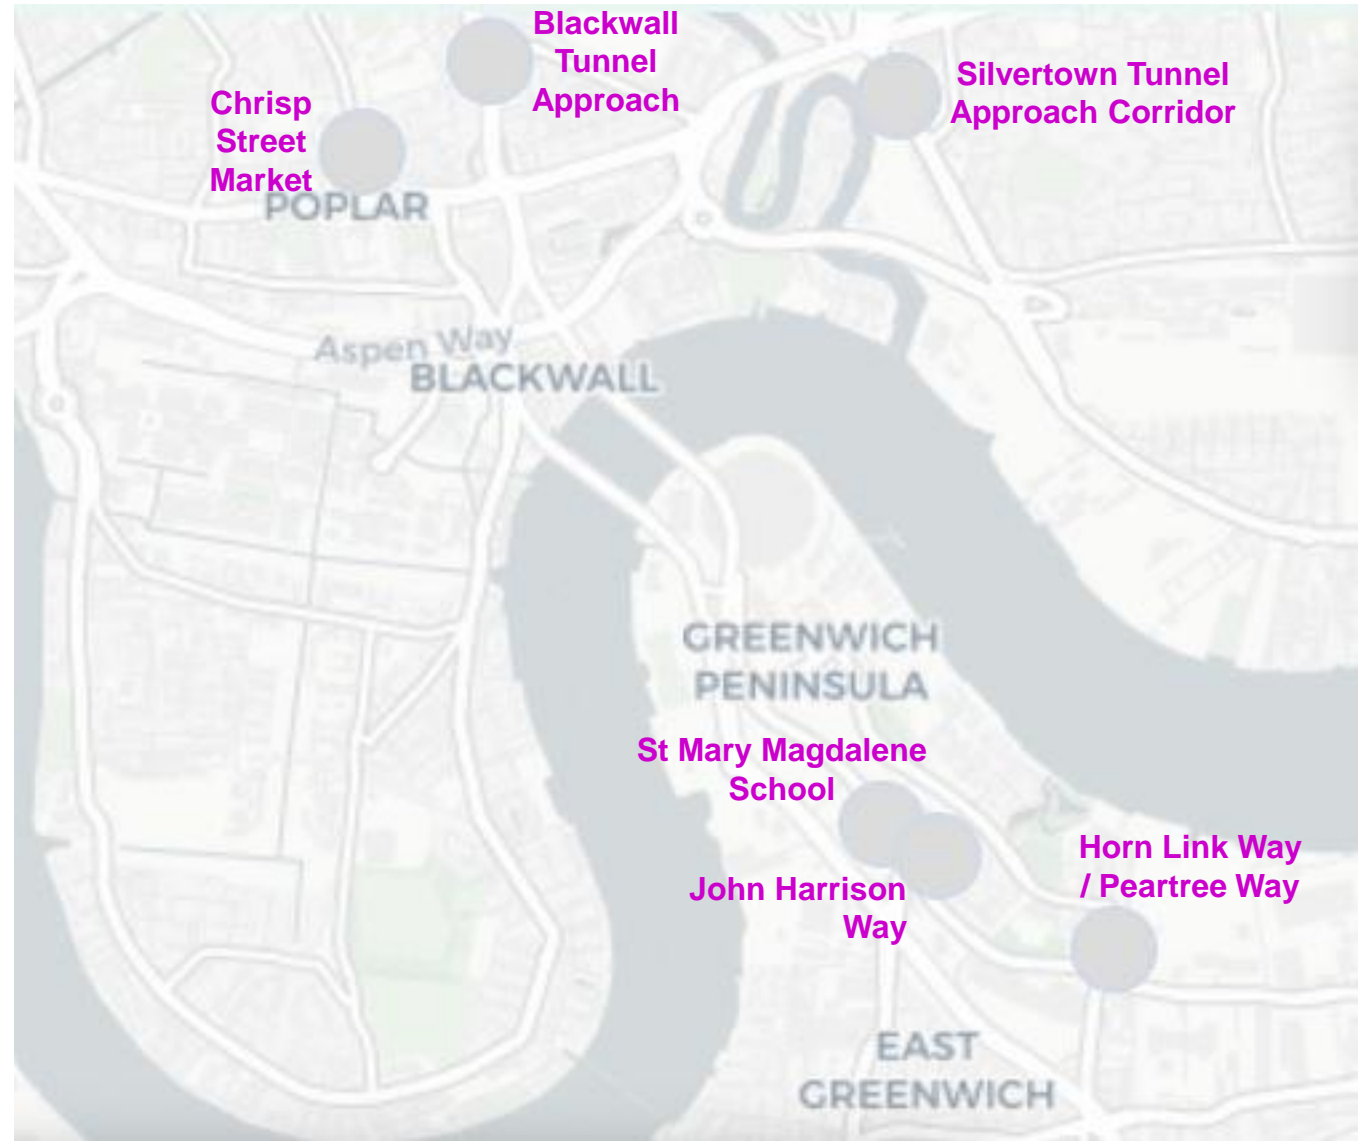 Blackwall
Tunnel
Approach
Silvertown Tunnel
Approach Corridor
Chrisp
Street
Market
POPLAR
Aspen Way
BLACKWALL
GREENWICH
PENINSULA
St Mary Magdalene
School
Horn Link Way
/ Peartree Way
John Harrison
Way
EAST
GREENWICH